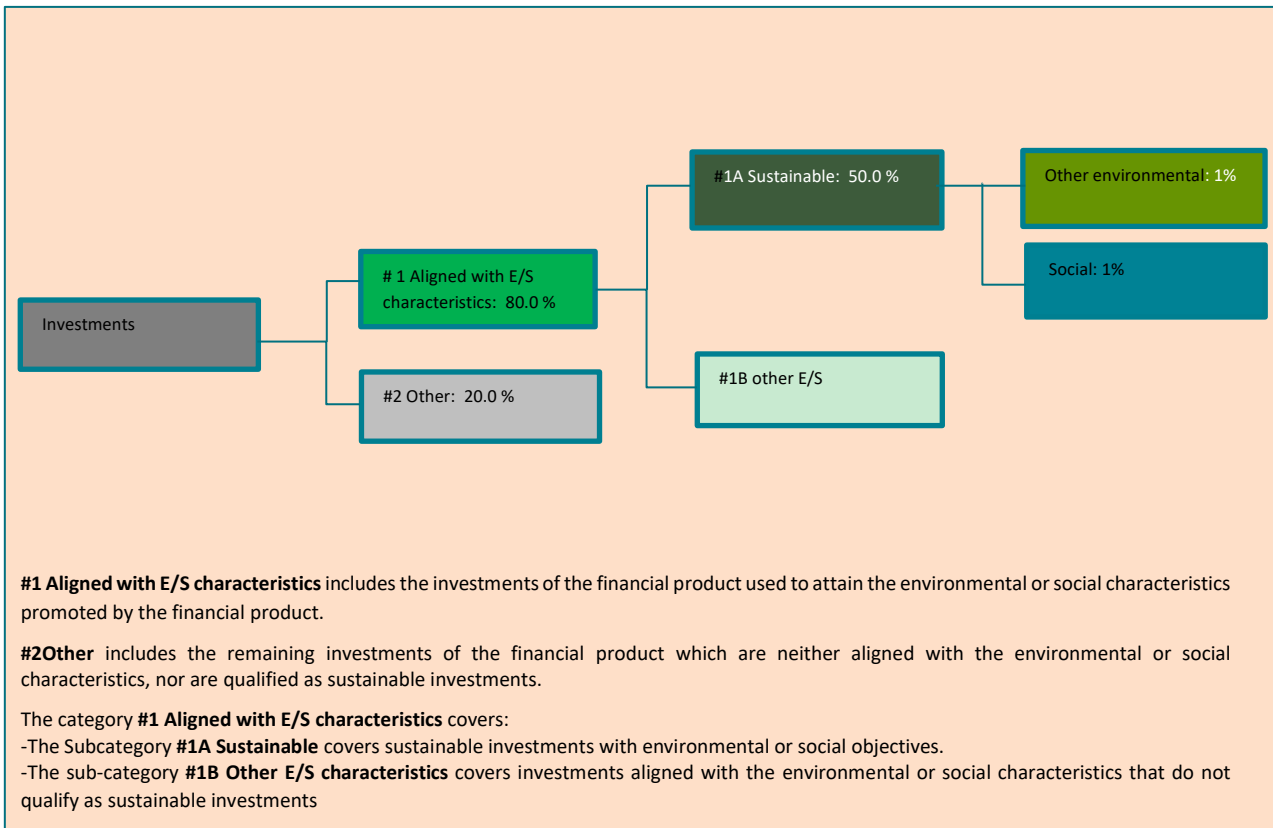 #1A Sustainable: 50.0 %
Other environmental: 1%
# 1 Aligned with E/S
characteristics: 80.0 %
Social: 1%
Investments
#2 Other: 20.0 %
#1B other E/S
#1 Aligned with E/S characteristics includes the investments of the financial product used to attain the environmental or social characteristics
promoted by the financial product.
#2Other includes the remaining investments of the financial product which are neither aligned with the environmental or social
characteristics, nor are qualified as sustainable investments.
The category #1 Aligned with E/S characteristics covers:
-The Subcategory #1A Sustainable covers sustainable investments with environmental or social objectives.
-The sub-category #1B Other E/S characteristics covers investments aligned with the environmental or social characteristics that do not
qualify as sustainable investments